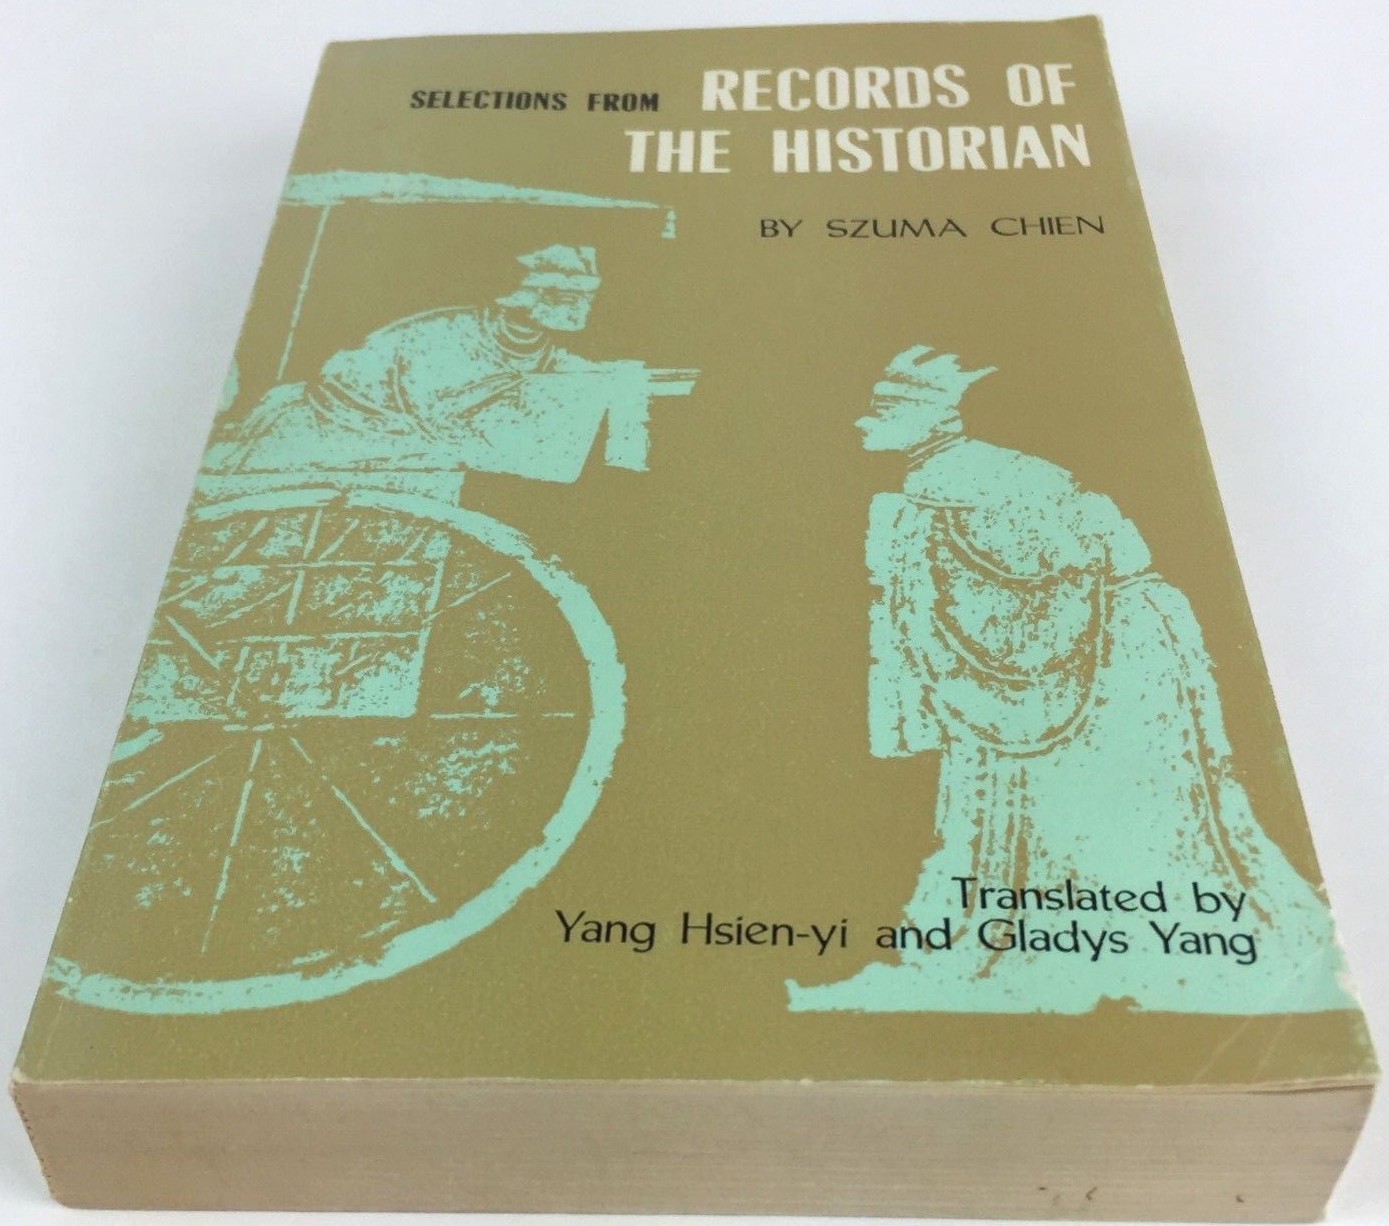 SELECTIONS FROM RECORDS OF
THE HISTORIAN
BY SZUMA CHIEN
Translated by
Yang Hsien-yi and Gladys Yang